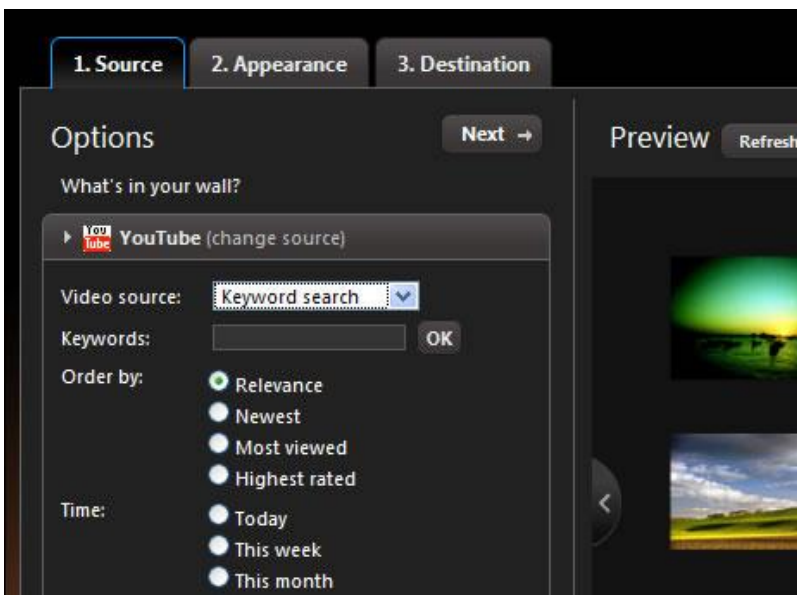 1. Source 2. Appearance 3. Destination
Options Next →
Preview Refresh
What's in your wall?
You Tube YouTube (change source)
Video source: Keyword search
Keywords: OK
Order by: Relevance
Newest
Most viewed
Highest rated
Time: Today
This week
This month